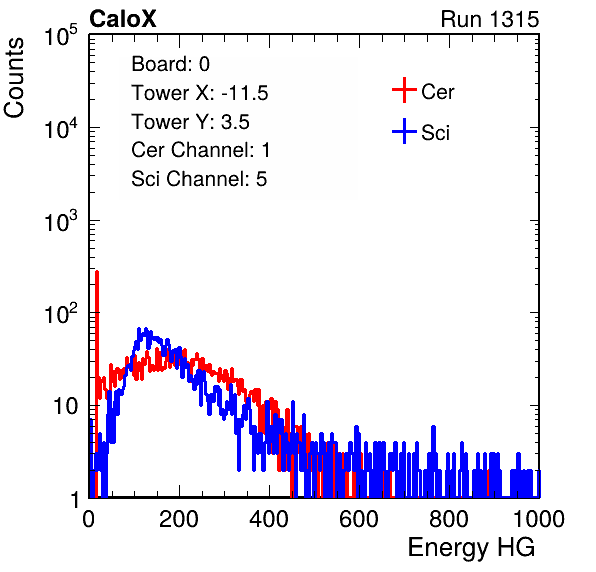 CaloX Run 1315
Counts
10^5
10^4
10^3
10^2
10
1
Board: 0
Tower X: -11.5
Tower Y: 3.5
Cer Channel: 1
Sci Channel: 5
Cer
Sci
0 200 400 600 800 1000
Energy HG